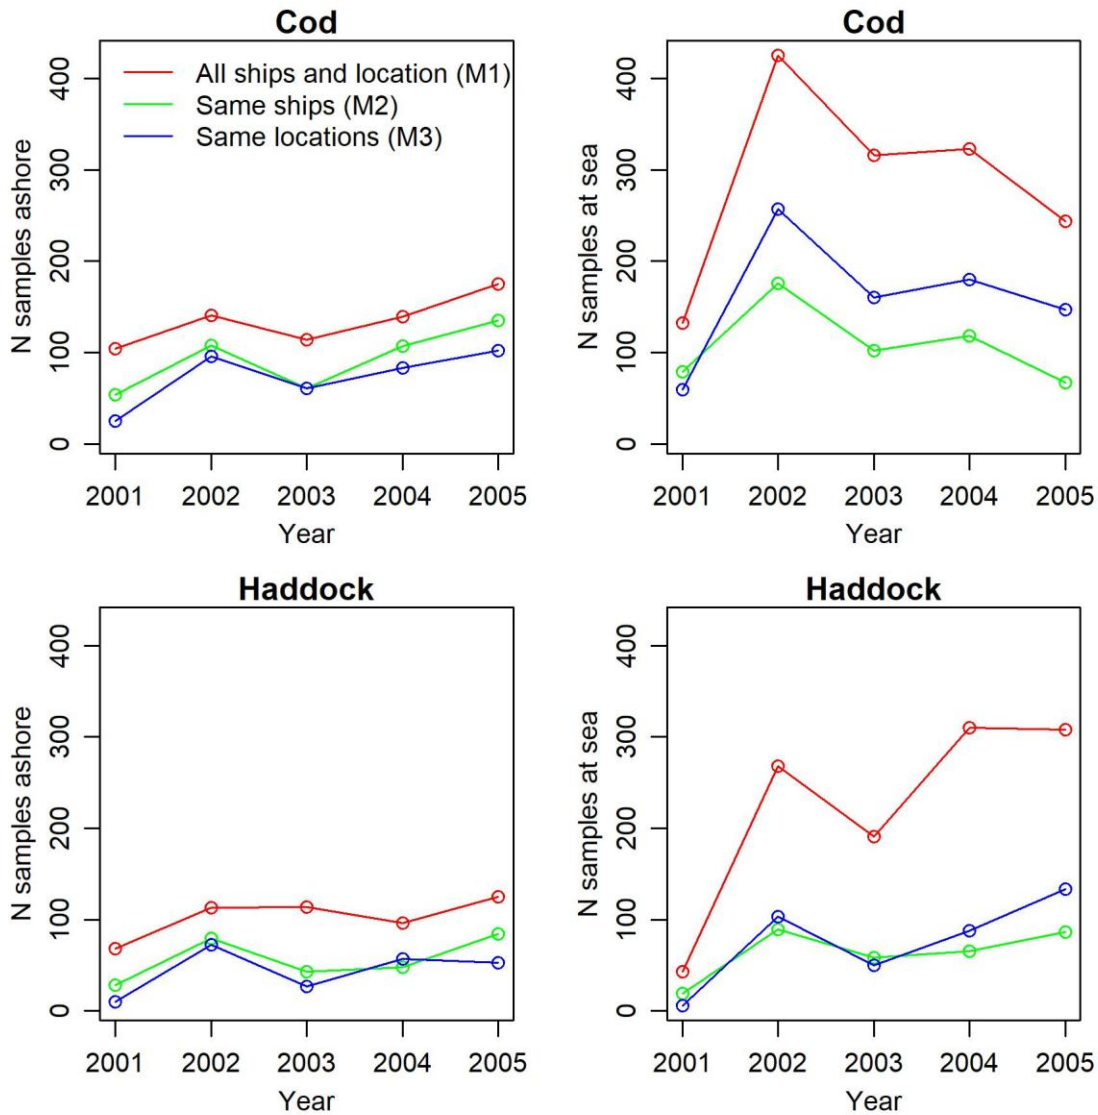 Cod
All ships and location (M1)
Same ships (M2)
Same locations (M3)
N samples ashore
0 100 200 300 400
2001 2002 2003 2004 2005
Year
Cod
N samples at sea
0 100 200 300 400
2001 2002 2003 2004 2005
Year
Haddock
N samples ashore
0 100 200 300 400
2001 2002 2003 2004 2005
Year
Haddock
N samples at sea
0 100 200 300 400
2001 2002 2003 2004 2005
Year